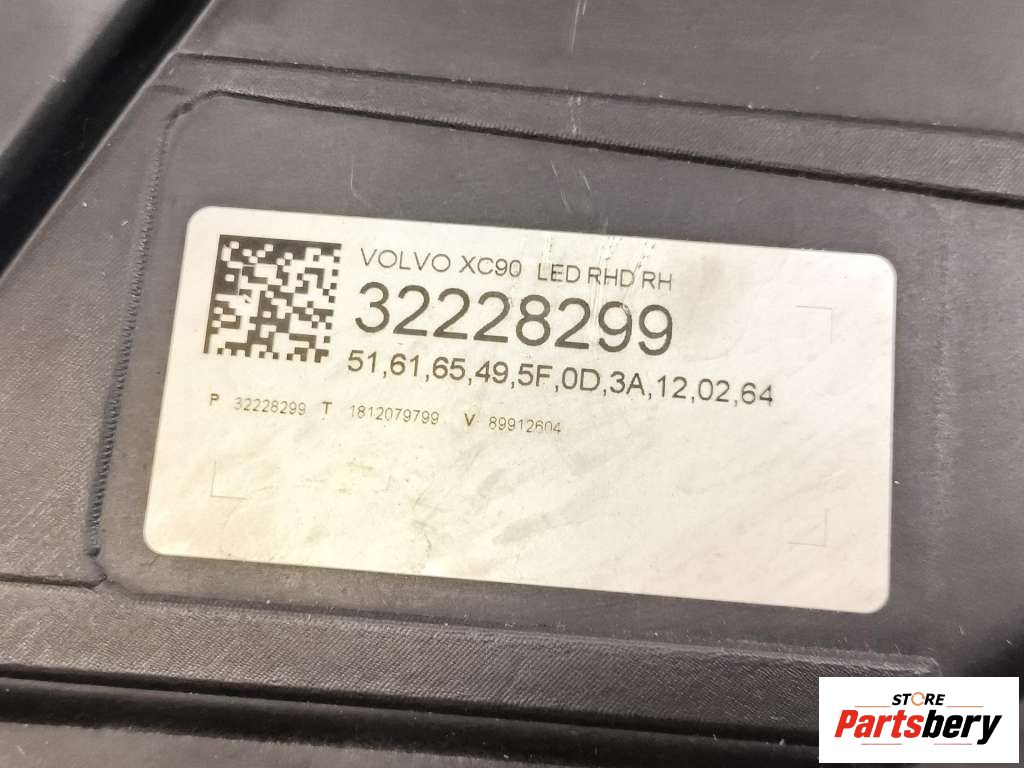 VOLVO XC90 LED RHD RH
32228299
51,61,65,49,5F,0D,3A,12,02,64
P 32228299 T 1812079799 V 89912604
STORE
Partsbery